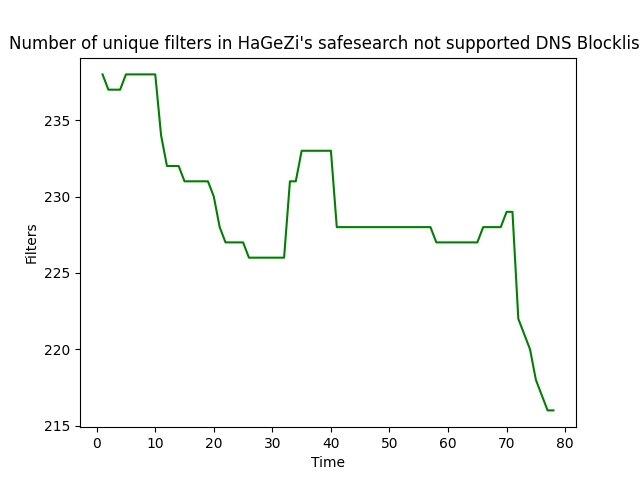 Number of unique filters in HaGeZi's safesearch not supported DNS Blocklis
235
230
225
220
215
Filters
0 10 20 30 40 50 60 70 80
Time